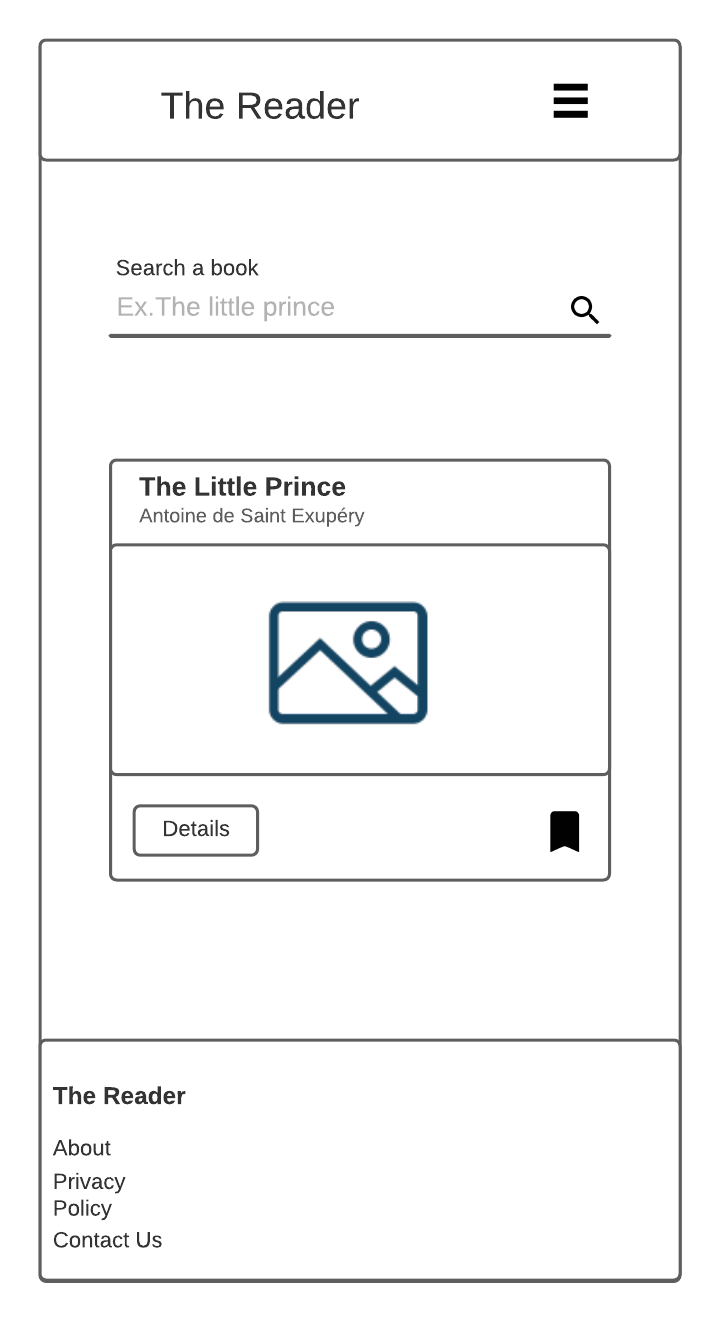 The Reader
Search a book
Ex.The little prince
The Little Prince
Antoine de Saint Exupéry
Details
The Reader
About
Privacy
Policy
Contact Us